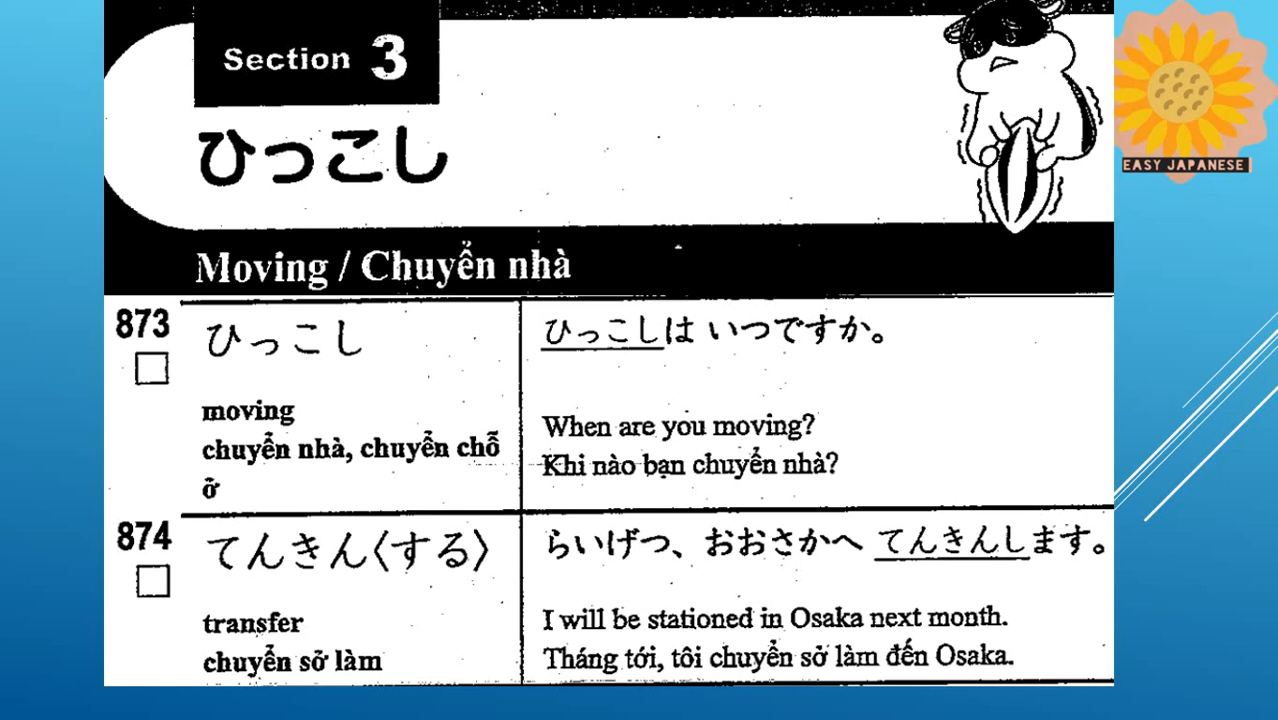 Section 3
ひっこし
EASY JAPANESE
Moving / Chuyển nhà
873
ひっこし
moving
chuyển nhà, chuyển chỗ
ở
ひっこしは いつですか。
When are you moving?
Khi nào bạn chuyển nhà?
874
てんきん〈する〉
transfer
chuyển sở làm
らいげつ、おおさかへ てんきんします。
I will be stationed in Osaka next month.
Tháng tới, tôi chuyển sở làm đến Osaka.